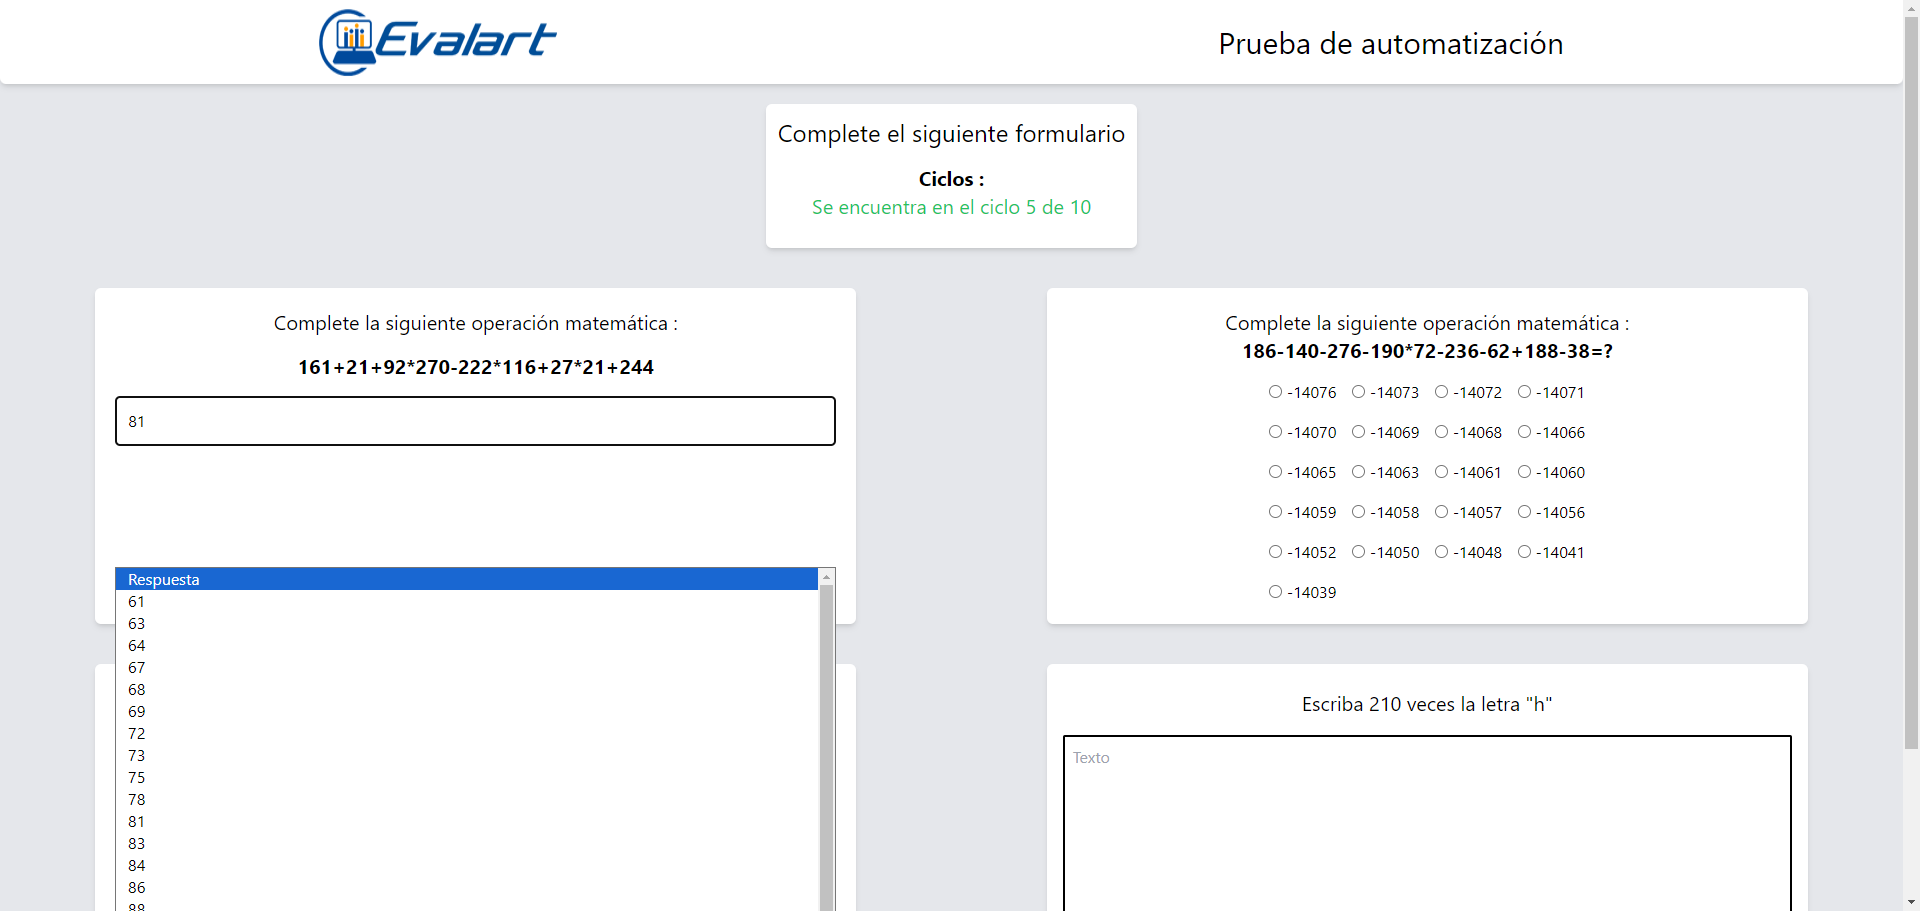 Evalart
Prueba de automatización
Complete el siguiente formulario
Ciclos :
Se encuentra en el ciclo 5 de 10
Complete la siguiente operación matemática :
161+21+92*270-222*116+27*21+244
81
Respuesta
61
63
64
67
68
69
72
73
75
78
81
83
84
86
88
Complete la siguiente operación matemática :
186-140-276-190*72-236-62+188-38=?
-14076 -14073 -14072 -14071
-14070 -14069 -14068 -14066
-14065 -14063 -14061 -14060
-14059 -14058 -14057 -14056
-14052 -14050 -14048 -14041
-14039
Escriba 210 veces la letra "h"
Texto